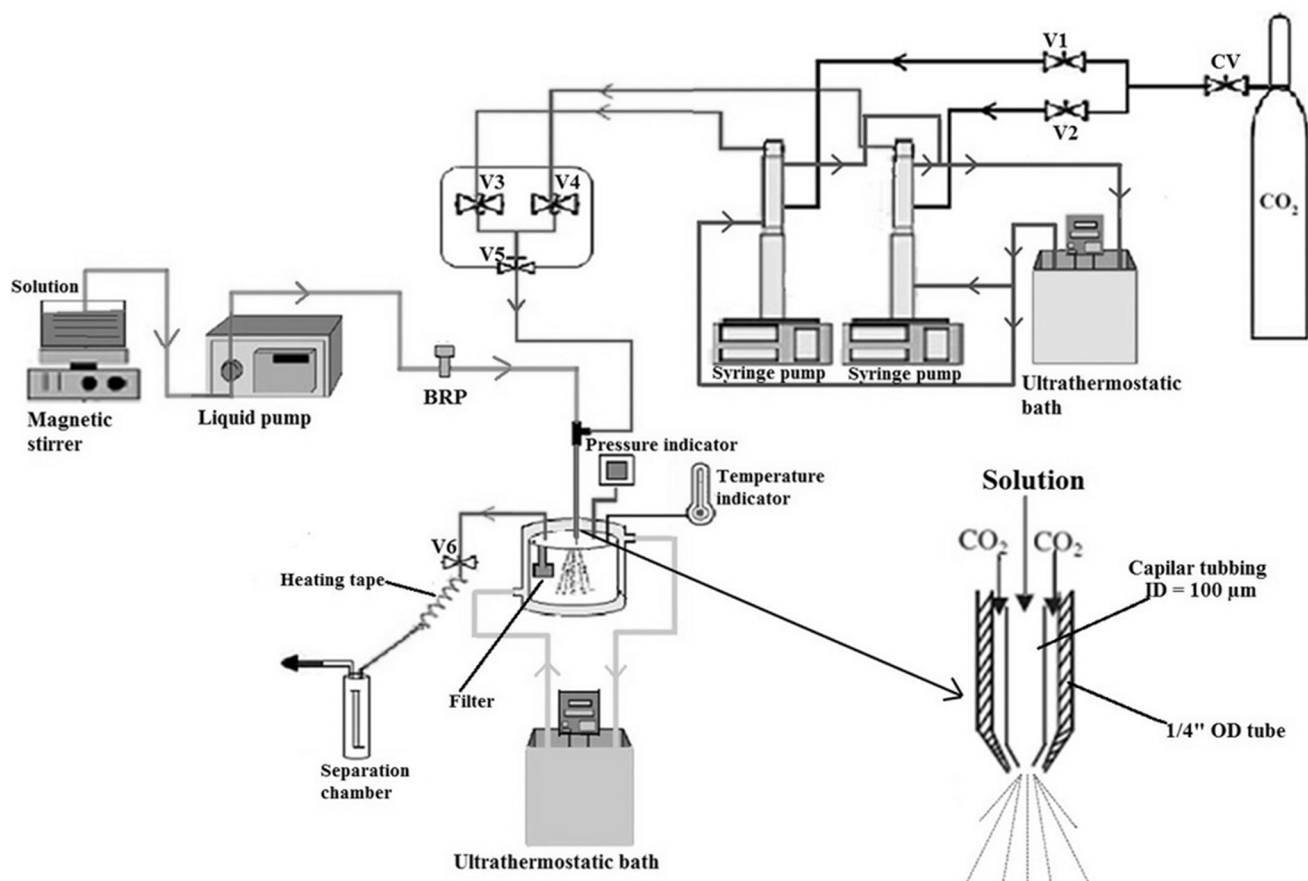 V1
CV
V2
CO2
V3
V4
V5
Solution
Syringe pump
Syringe pump
Ultrathermostatic
bath
BRP
Liquid pump
Magnetic
stirrer
Pressure indicator
Temperature
indicator
Solution
V6
CO2
CO2
Heating tape
Capilar tubbing
ID = 100 µm
Filter
1/4" OD tube
Separation
chamber
Ultrathermostatic bath